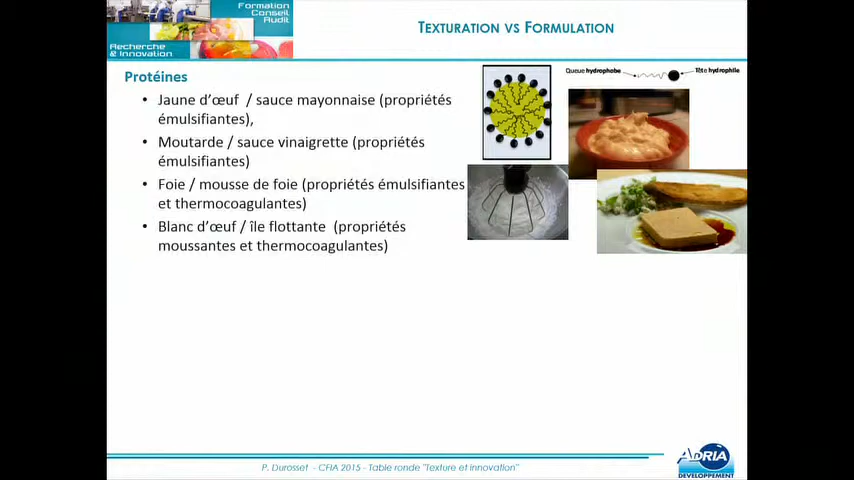 Formation
Conseil
Audit
Recherche
& Innovation
TEXTURATION VS FORMULATION
Protéines
• Jaune d’œuf / sauce mayonnaise (propriétés
émulsifiantes),
• Moutarde / sauce vinaigrette (propriétés
émulsifiantes)
• Foie / mousse de foie (propriétés émulsifiantes
et thermocoagulantes)
• Blanc d’œuf / île flottante (propriétés
moussantes et thermocoagulantes)
Queue hydrophobe
Tête hydrophile
P. Durosset - CFIA 2015 - Table ronde "Texture et innovation"
ADRIA
DÉVELOPPEMENT